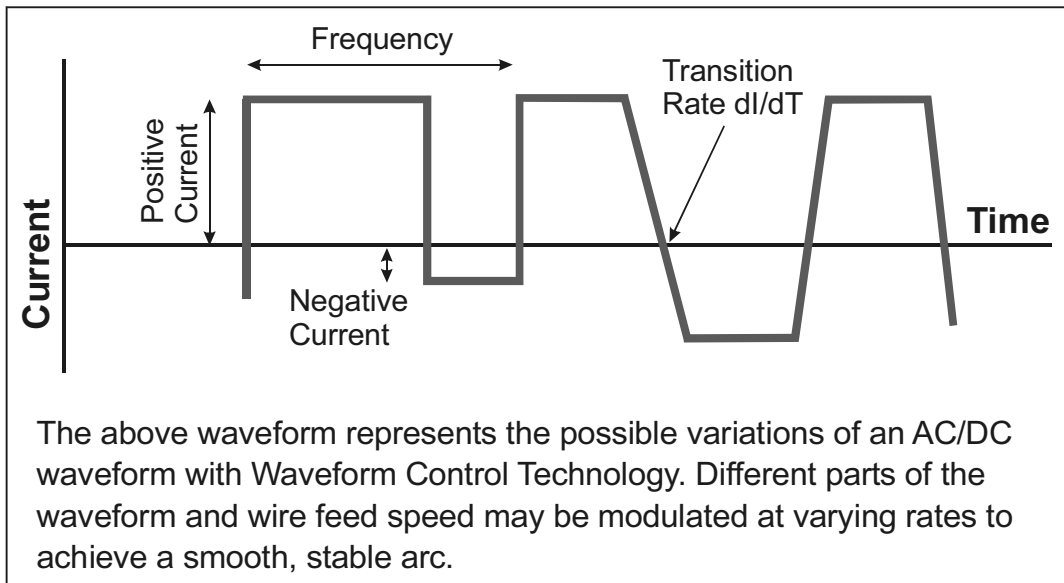 Frequency
Transition
Rate dI/dT
Positive
Current
Current
Time
Negative
Current
The above waveform represents the possible variations of an AC/DC
waveform with Waveform Control Technology. Different parts of the
waveform and wire feed speed may be modulated at varying rates to
achieve a smooth, stable arc.